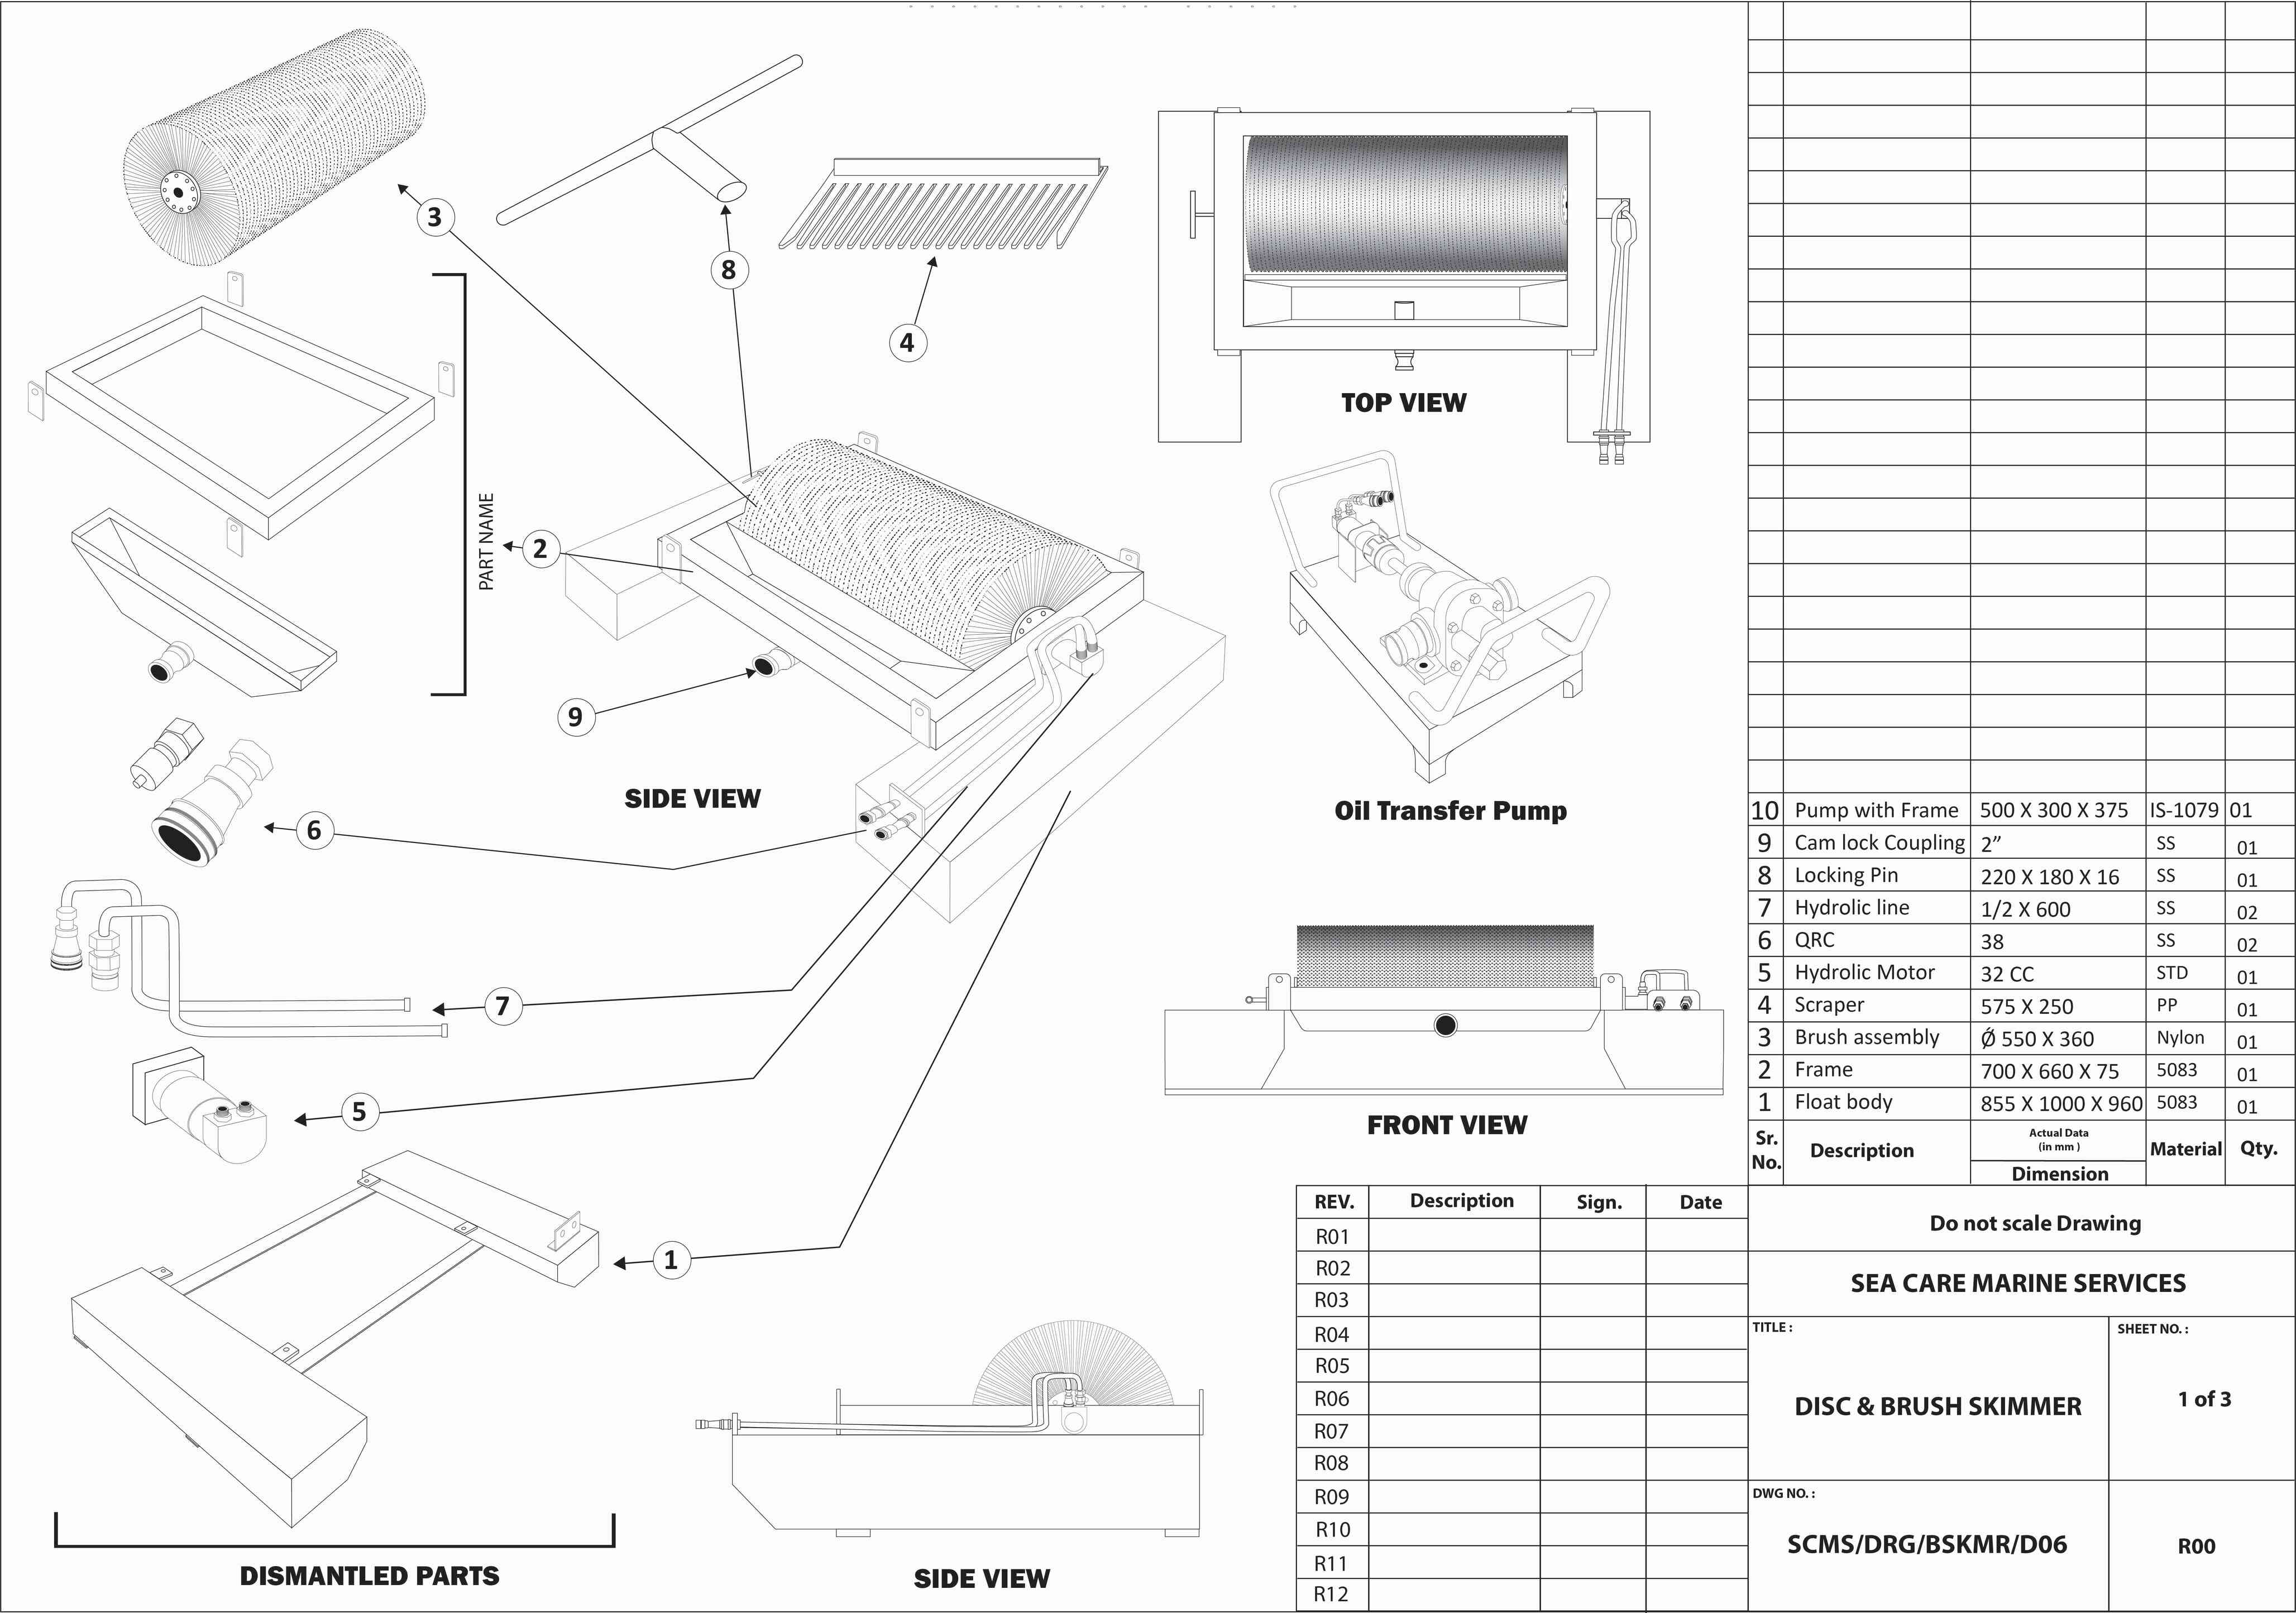 3
8
4
2
PART NAME
9
6
7
5
1
TOP VIEW
SIDE VIEW
Oil Transfer Pump
FRONT VIEW
SIDE VIEW
DISMANTLED PARTS
10 Pump with Frame 500 X 300 X 375 IS-1079 01
9 Cam lock Coupling 2” SS 01
8 Locking Pin 220 X 180 X 16 SS 01
7 Hydrolic line 1/2 X 600 SS 02
6 QRC 38 SS 02
5 Hydrolic Motor 32 CC STD 01
4 Scraper 575 X 250 PP 01
3 Brush assembly Ø 550 X 360 Nylon 01
2 Frame 700 X 660 X 75 5083 01
1 Float body 855 X 1000 X 960 5083 01
Sr. No. Description Actual Data (in mm ) Dimension Material Qty.
REV. Description Sign. Date
R01
R02
R03
R04
R05
R06
R07
R08
R09
R10
R11
R12
Do not scale Drawing
SEA CARE MARINE SERVICES
TITLE :
DISC & BRUSH SKIMMER
SHEET NO. :
1 of 3
DWG NO. :
SCMS/DRG/BSKMR/D06
R00